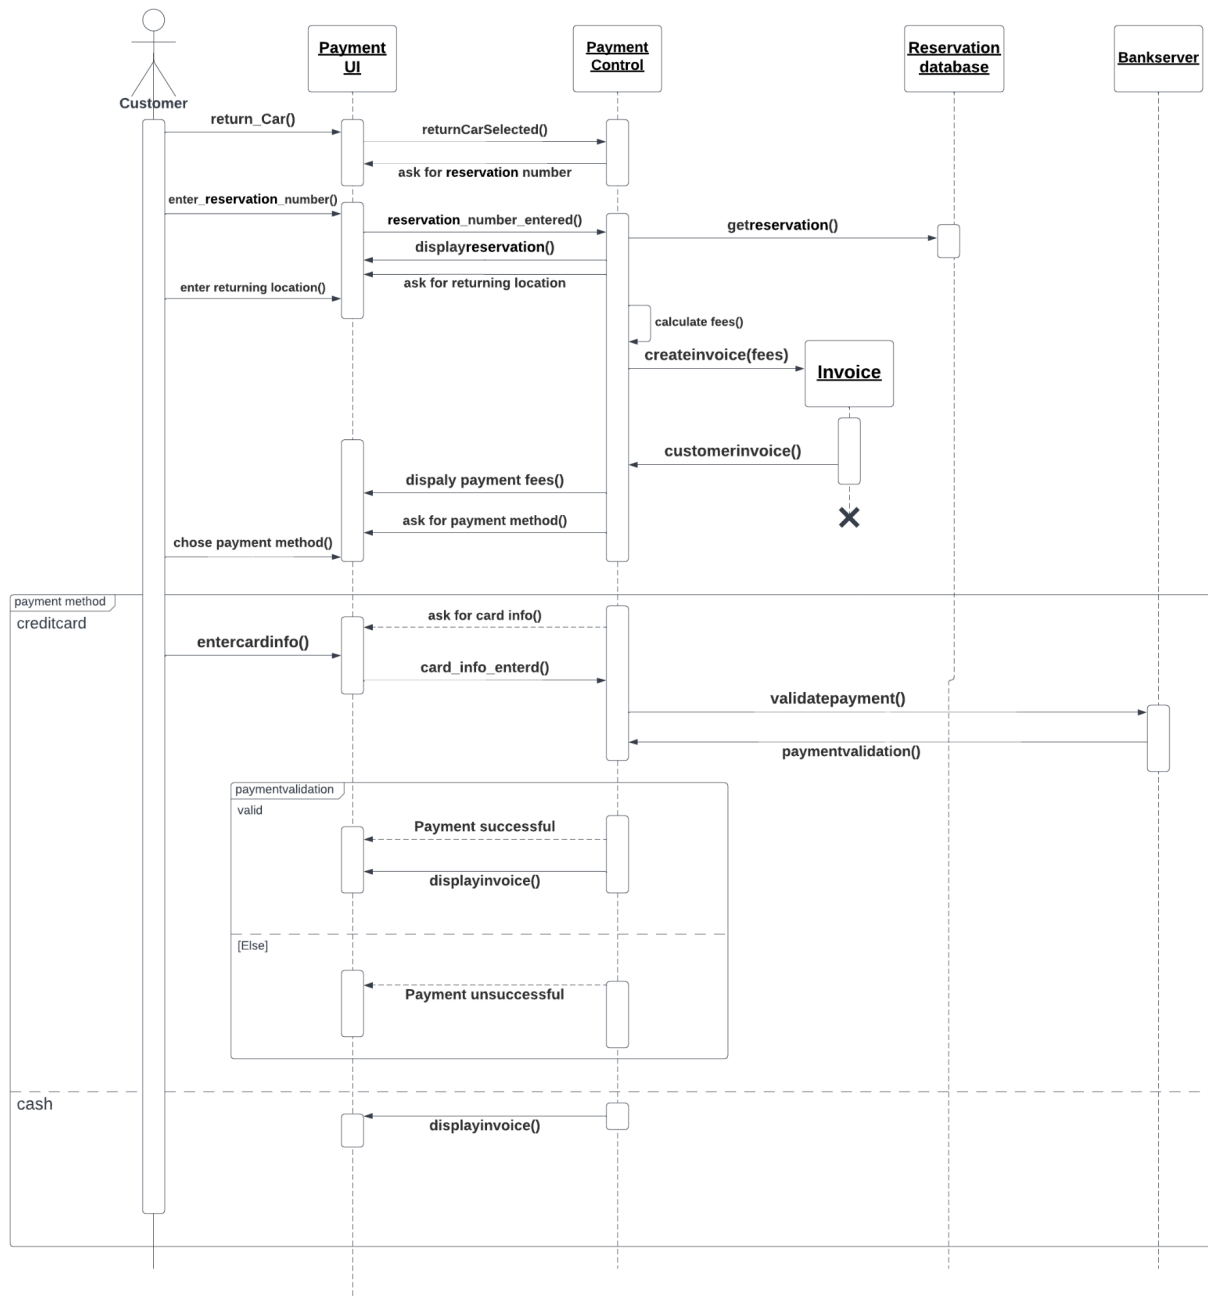 Payment
UI
Payment
Control
Reservation
database
Bankserver
Customer
return_Car()
returnCarSelected()
ask for reservation number
enter_reservation_number()
reservation_number_entered()
getreservation()
displayreservation()
ask for returning location
enter returning location()
calculate fees()
createinvoice(fees)
Invoice
customerinvoice()
dispaly payment fees()
ask for payment method()
chose payment method()
payment method
creditcard
ask for card info()
entercardinfo()
card_info_enterd()
validatepayment()
paymentvalidation()
paymentvalidation
valid
Payment successful
displayinvoice()
[Else]
Payment unsuccessful
cash
displayinvoice()